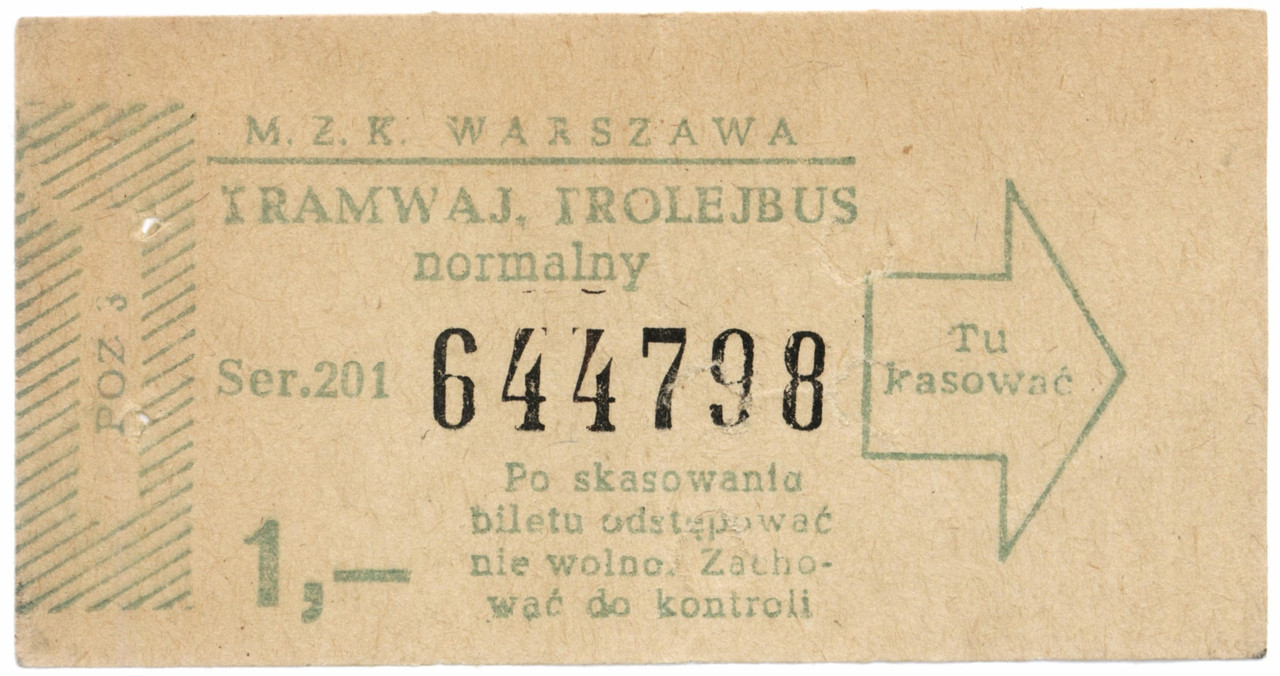 M. Z. K. WARSZAWA
TRAMWAJ, TROLEJBUS
normalny
POZ 3
Ser.201 644798
Tu
kasować
1,—
Po skasowaniu
biletu odstępować
nie wolno. Zacho-
wać do kontroli